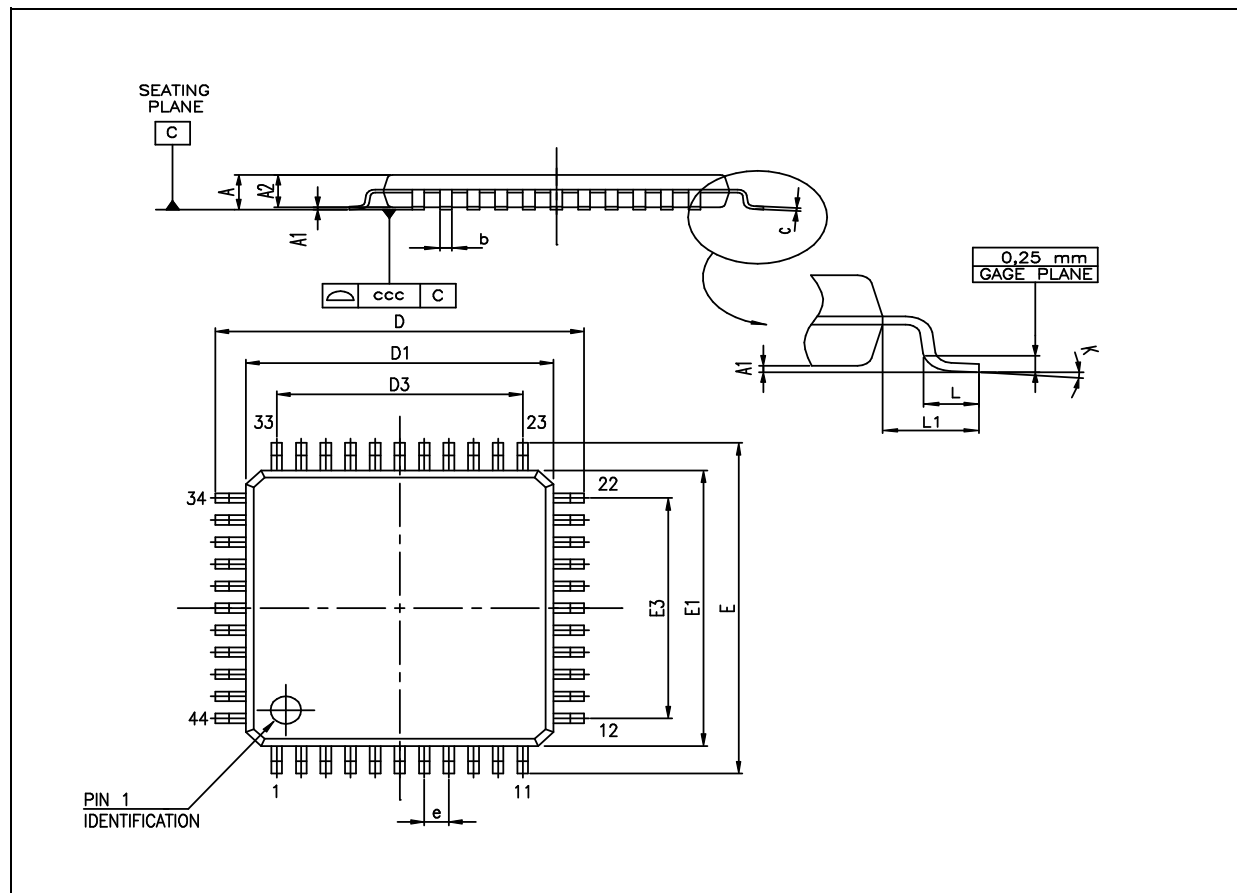 SEATING
PLANE
C
A
A2
A1
b
c
ccc C
0,25 mm
GAGE PLANE
K
A1
L
L1
D
D1
D3
33
23
34
22
E3
E1
E
44
12
1
11
e
PIN 1
IDENTIFICATION